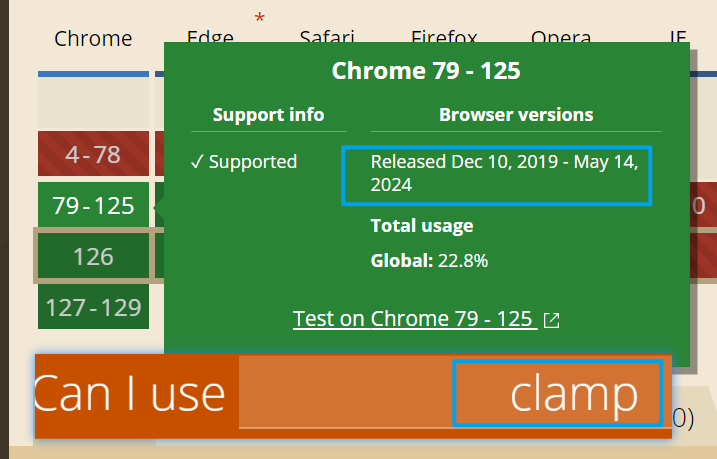 *
Chrome Edge Safari Firefox Opera IE
Chrome 79 - 125
Support info Browser versions
4-78
✓ Supported Released Dec 10, 2019 - May 14,
2024
79-125 0
Total usage
126 Global: 22.8%
127-129 Test on Chrome 79 - 125
Can I use clamp
0)